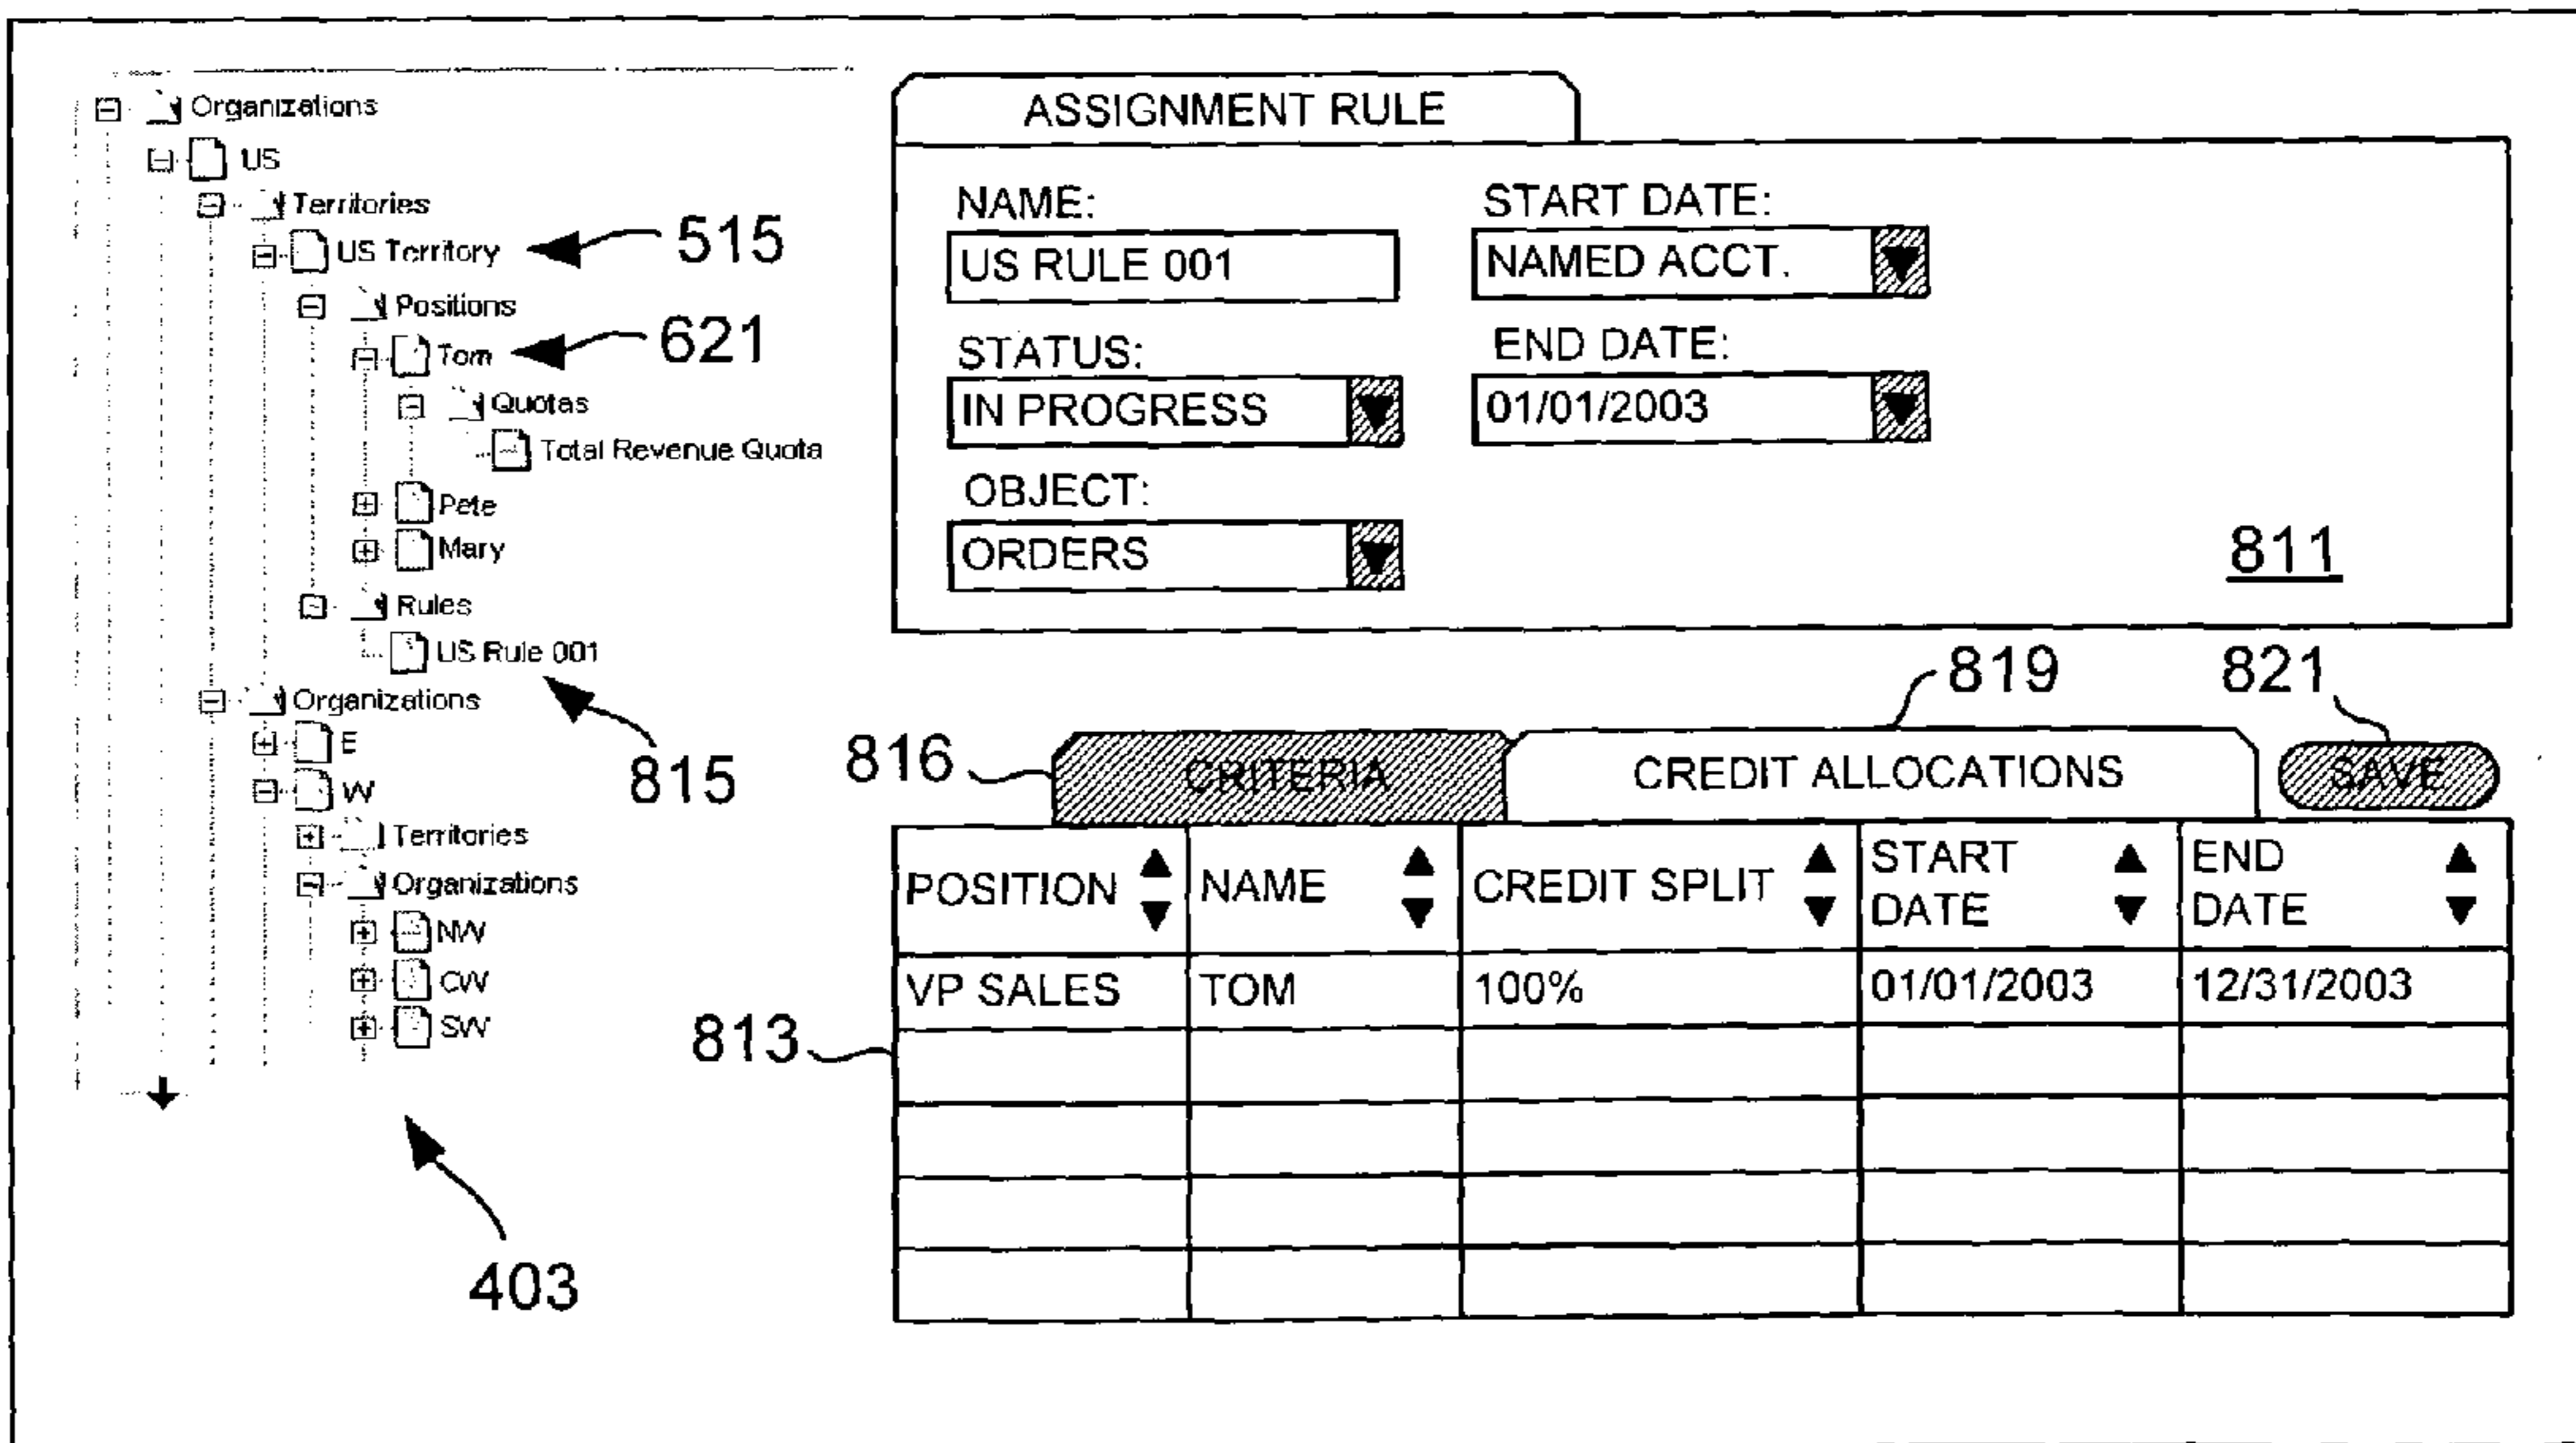 Organizations
US
Territories
US Territory
515
Positions
Tom
621
Quotas
Total Revenue Quota
Pete
Mary
Rules
US Rule 001
815
Organizations
E
W
Territories
Organizations
NW
CW
SW
403
ASSIGNMENT RULE
NAME:
START DATE:
US RULE 001
NAMED ACCT.
STATUS:
END DATE:
IN PROGRESS
01/01/2003
OBJECT:
ORDERS
811
819
821
816
CRITERIA
CREDIT ALLOCATIONS
SAVE
POSITION
NAME
CREDIT SPLIT
START
DATE
END
DATE
VP SALES
TOM
100%
01/01/2003
12/31/2003
813